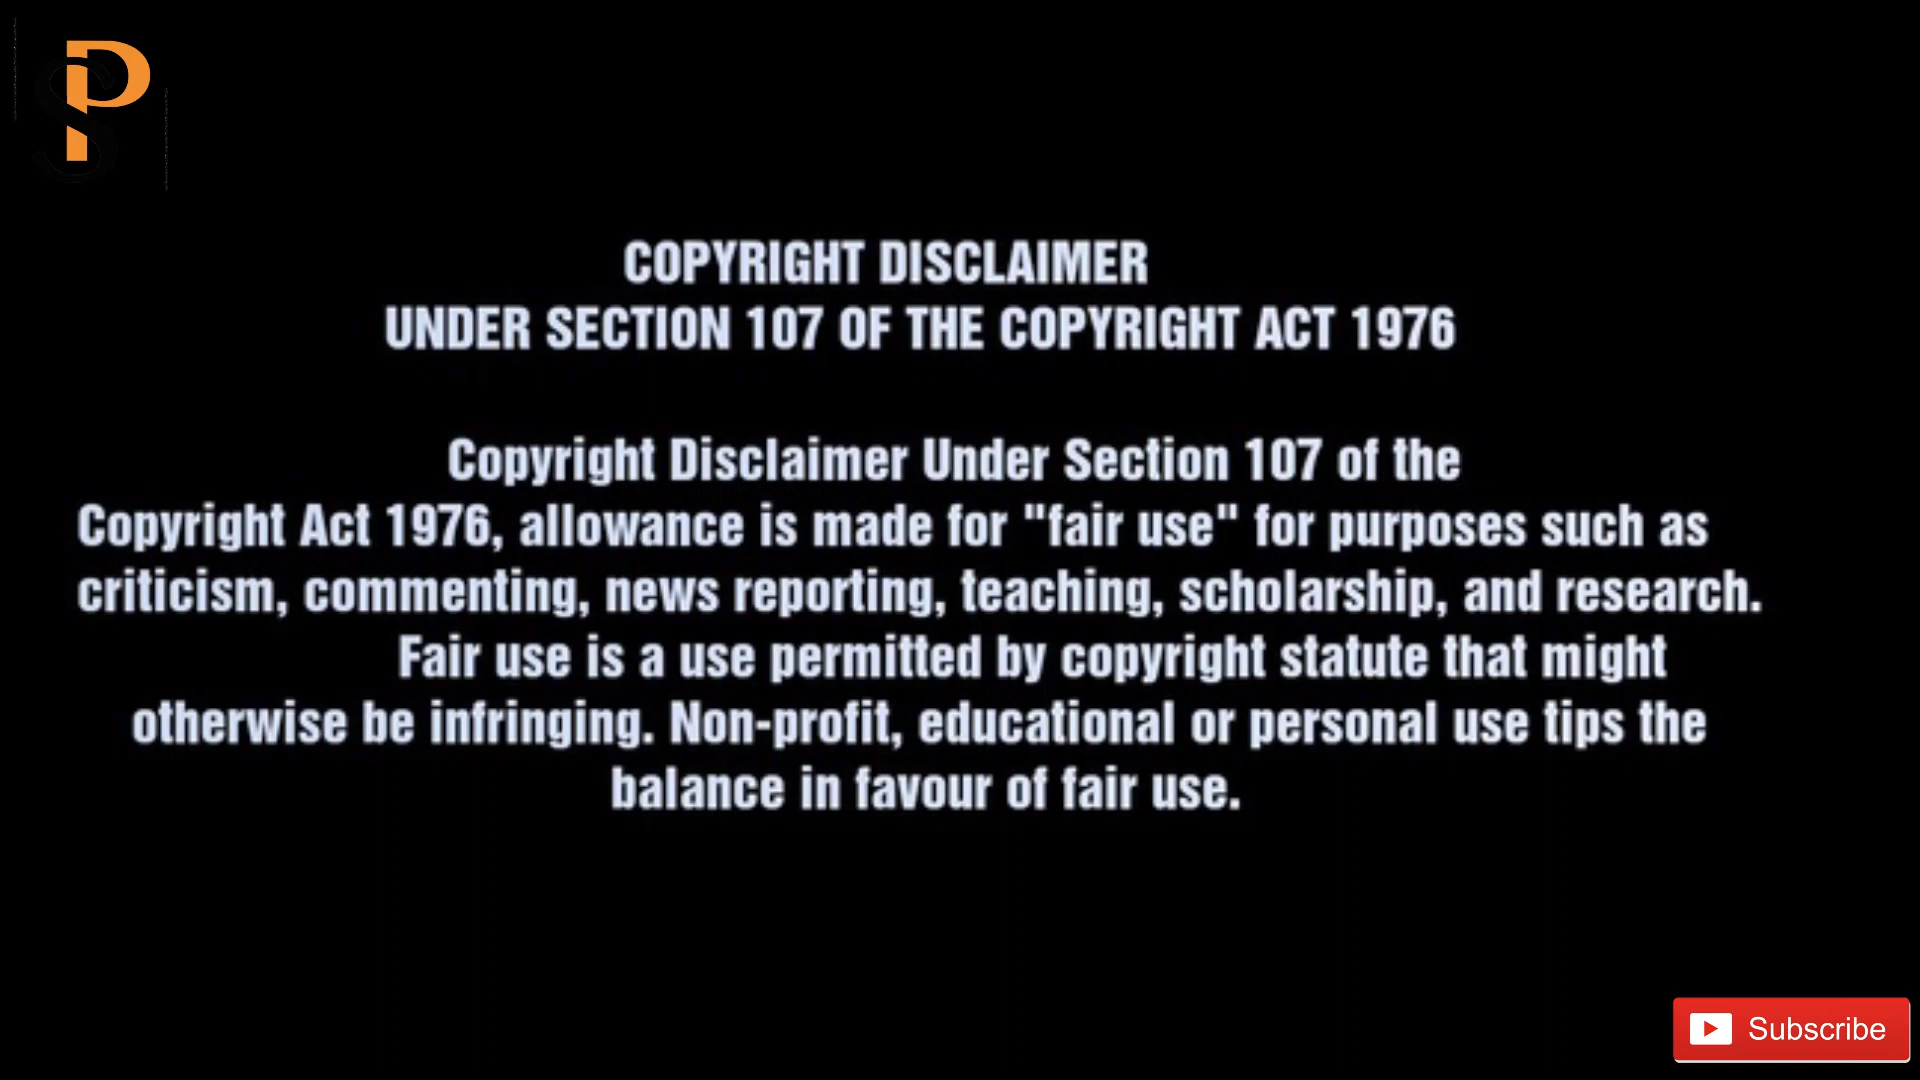 SP
COPYRIGHT DISCLAIMER
UNDER SECTION 107 OF THE COPYRIGHT ACT 1976
Copyright Disclaimer Under Section 107 of the
Copyright Act 1976, allowance is made for "fair use" for purposes such as
criticism, commenting, news reporting, teaching, scholarship, and research.
Fair use is a use permitted by copyright statute that might
otherwise be infringing. Non-profit, educational or personal use tips the
balance in favour of fair use.
Subscribe